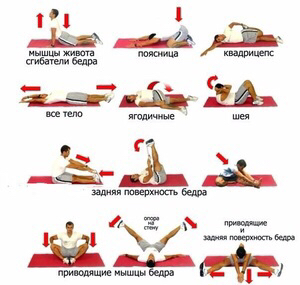 мышцы живота
сгибатели бедра
поясница
квадрицепс
все тело
ягодичные
шея
задняя поверхность бедра
опора
на
стену
приводящие
и
задняя поверхность бедра
приводящие мышцы бедра